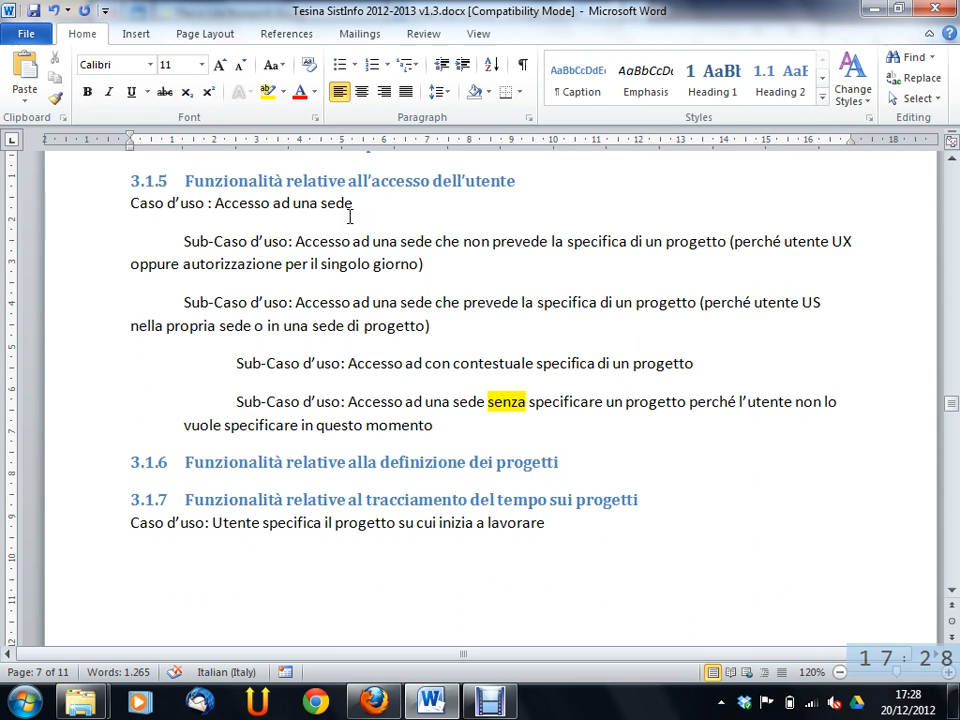 Tesina SistInfo 2012-2013 v1.3.docx [Compatibility Mode] - Microsoft Word
File Home Insert Page Layout References Mailings Review View
Paste
Clipboard
Calibri 11
Font
Paragraph
AaBbCcDdE AaBbCcDd 1 AaBb 1.1 AaB
¶ Caption Emphasis Heading 1 Heading 2
Change Styles
Styles
Find
Replace
Select
Editing
3.1.5 Funzionalità relative all’accesso dell’utente
Caso d’uso : Accesso ad una sede
Sub-Caso d’uso: Accesso ad una sede che non prevede la specifica di un progetto (perché utente UX
oppure autorizzazione per il singolo giorno)
Sub-Caso d’uso: Accesso ad una sede che prevede la specifica di un progetto (perché utente US
nella propria sede o in una sede di progetto)
Sub-Caso d’uso: Accesso ad con contestuale specifica di un progetto
Sub-Caso d’uso: Accesso ad una sede senza specificare un progetto perché l’utente non lo
vuole specificare in questo momento
3.1.6 Funzionalità relative alla definizione dei progetti
3.1.7 Funzionalità relative al tracciamento del tempo sui progetti
Caso d’uso: Utente specifica il progetto su cui inizia a lavorare
17:28
Page: 7 of 11 Words: 1.265 Italian (Italy) 120%
17:28
20/12/2012